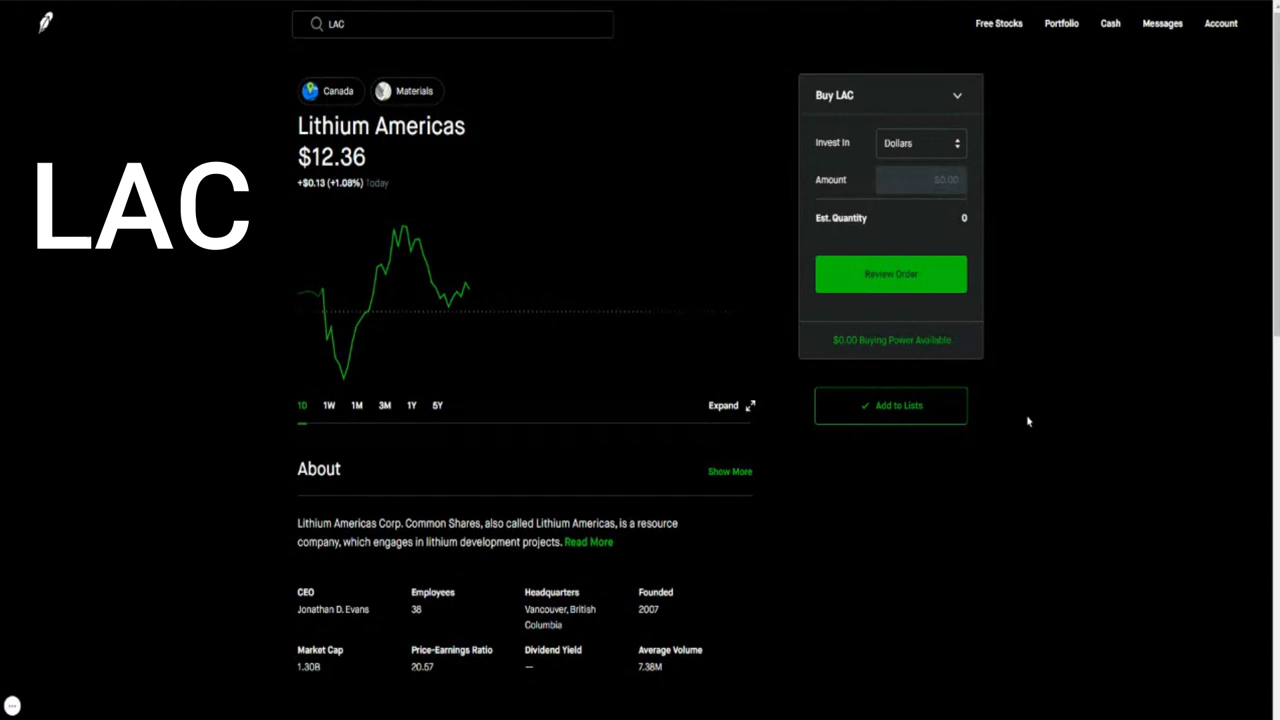 LAC
Free Stocks Portfolio Cash Messages Account
Canada Materials
Lithium Americas
$12.36
+$0.13 (+1.08%) Today
LAC
1D 1W 1M 3M 1Y 5Y Expand
About Show More
Lithium Americas Corp. Common Shares, also called Lithium Americas, is a resource
company, which engages in lithium development projects. Read More
CEO Employees Headquarters Founded
Jonathan D. Evans 38 Vancouver, British 2007
Columbia
Market Cap Price-Earnings Ratio Dividend Yield Average Volume
1.30B 20.57 — 7.38M
Buy LAC
Invest In Dollars
Amount $0.00
Est. Quantity 0
Review Order
$0.00 Buying Power Available
Add to Lists